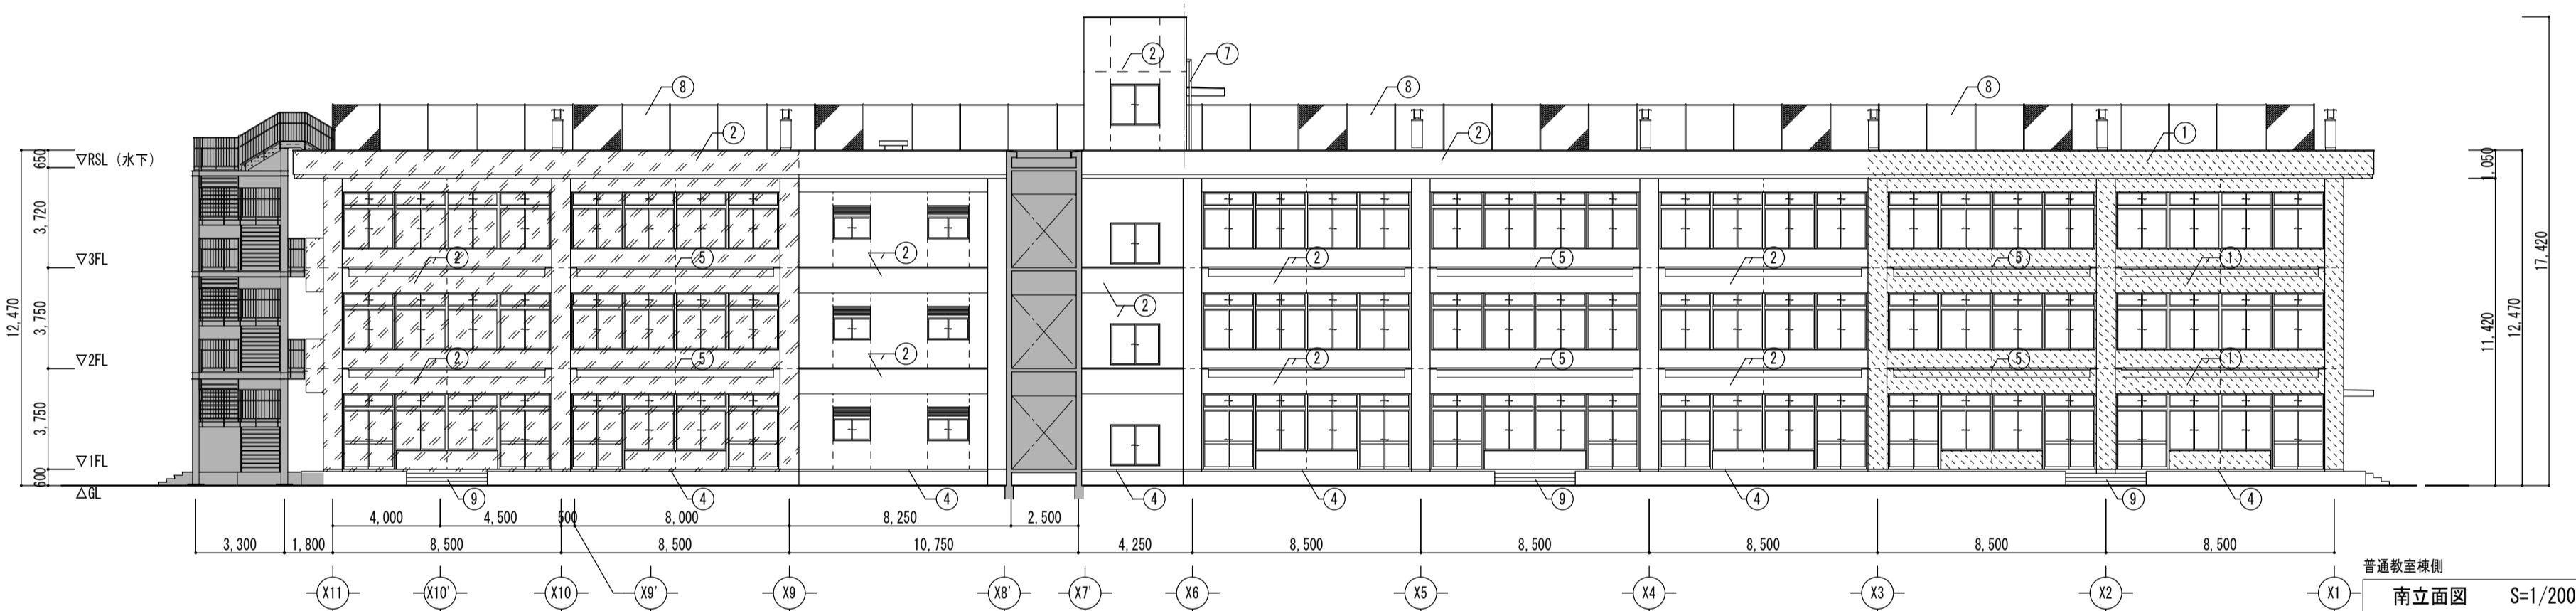 ② ⑦
⑧ ⑧ ⑧
② ② ①
▽RSL（水下）
▽3FL
▽2FL
▽1FL
△GL
650
3,720
3,750
3,750
600
12,470
② ⑤ ② ② ⑤ ② ⑤ ①
②
② ⑤ ② ② ⑤ ② ⑤ ①
⑨ ④ ④ ④ ④ ⑨ ④ ⑨ ④
1,050
11,420
12,470
17,420
4,000 4,500 500 8,000 8,250 2,500
3,300 1,800 8,500 8,500 10,750 4,250 8,500 8,500 8,500 8,500 8,500
X11 X10' X10 X9' X9 X8' X7' X6 X5 X4 X3 X2 X1
普通教室棟側
南立面図 S=1/200